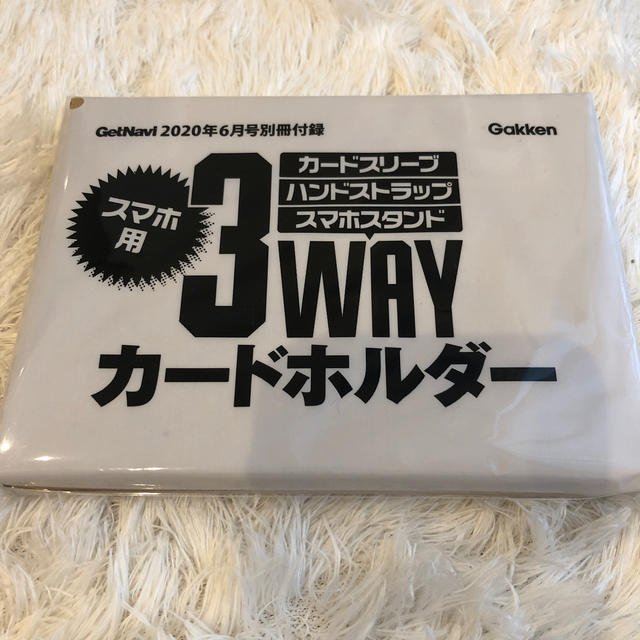 GetNavi 2020年6月号別冊付録
Gakken
スマホ
用
3
カードスリーブ
ハンドストラップ
スマホスタンド
WAY
カードホルダー